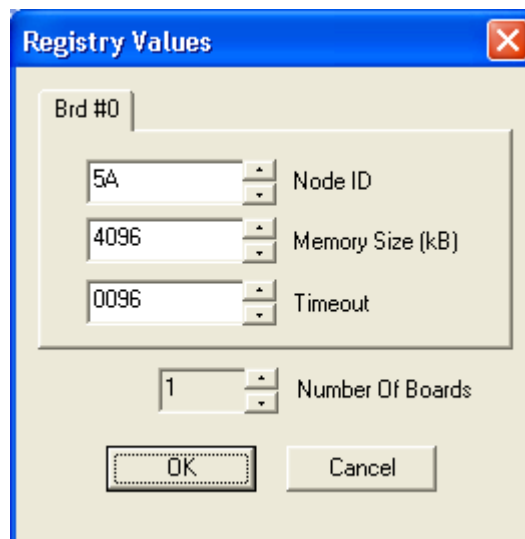 Registry Values
Brd #0
5A Node ID
4096 Memory Size (kB)
0096 Timeout
1 Number Of Boards
OK Cancel